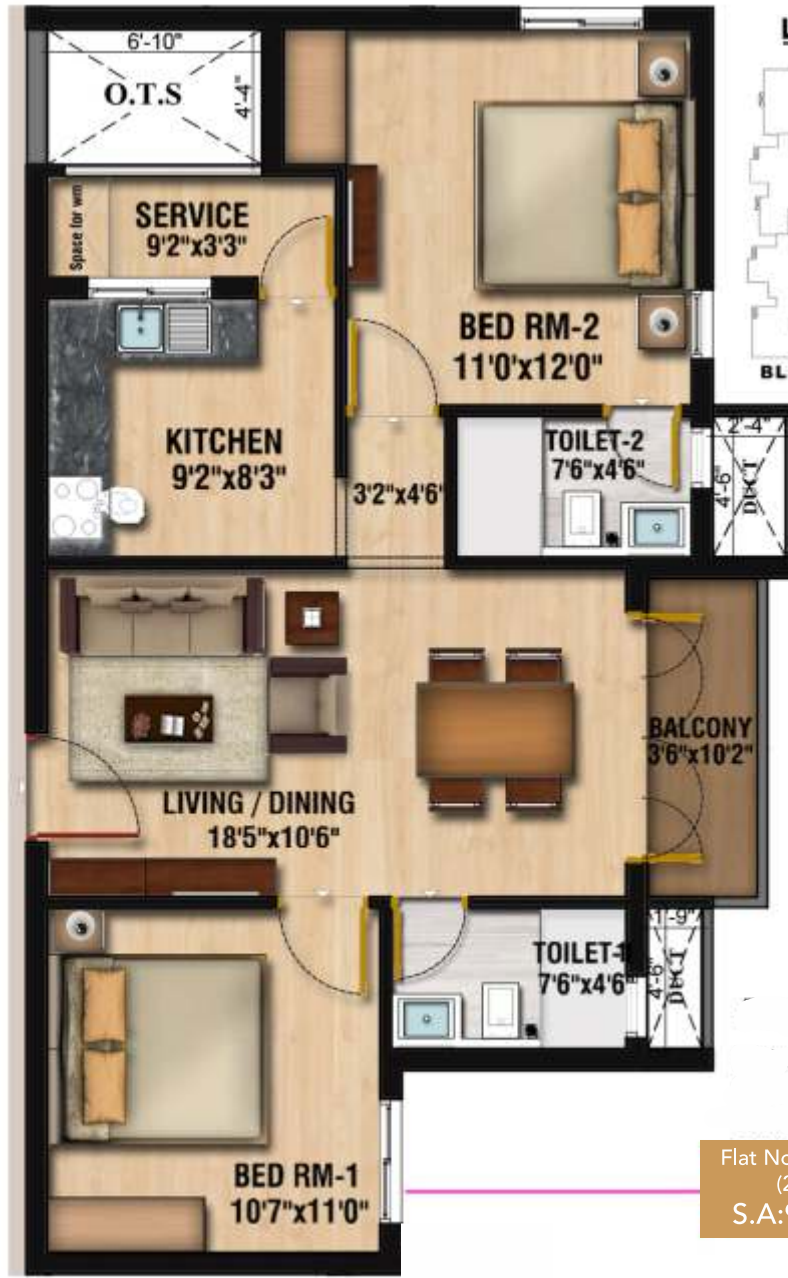 6'-10"
O.T.S
4'-4"
SERVICE
9'2"x3'3"
Space for wm
BED RM-2
11'0'x12'0"
BL
KITCHEN
9'2"x8'3"
3'2"x4'6'
TOILET-2
7'6"x4'6"
2'-4"
4'-6"
DUCT
BALCONY
3'6"x10'2"
LIVING / DINING
18'5"x10'6"
TOILET-1
7'6"x4'6"
1'-9"
4'-6"
DUCT
BED RM-1
10'7"x11'0"
Flat No
(2
S.A: